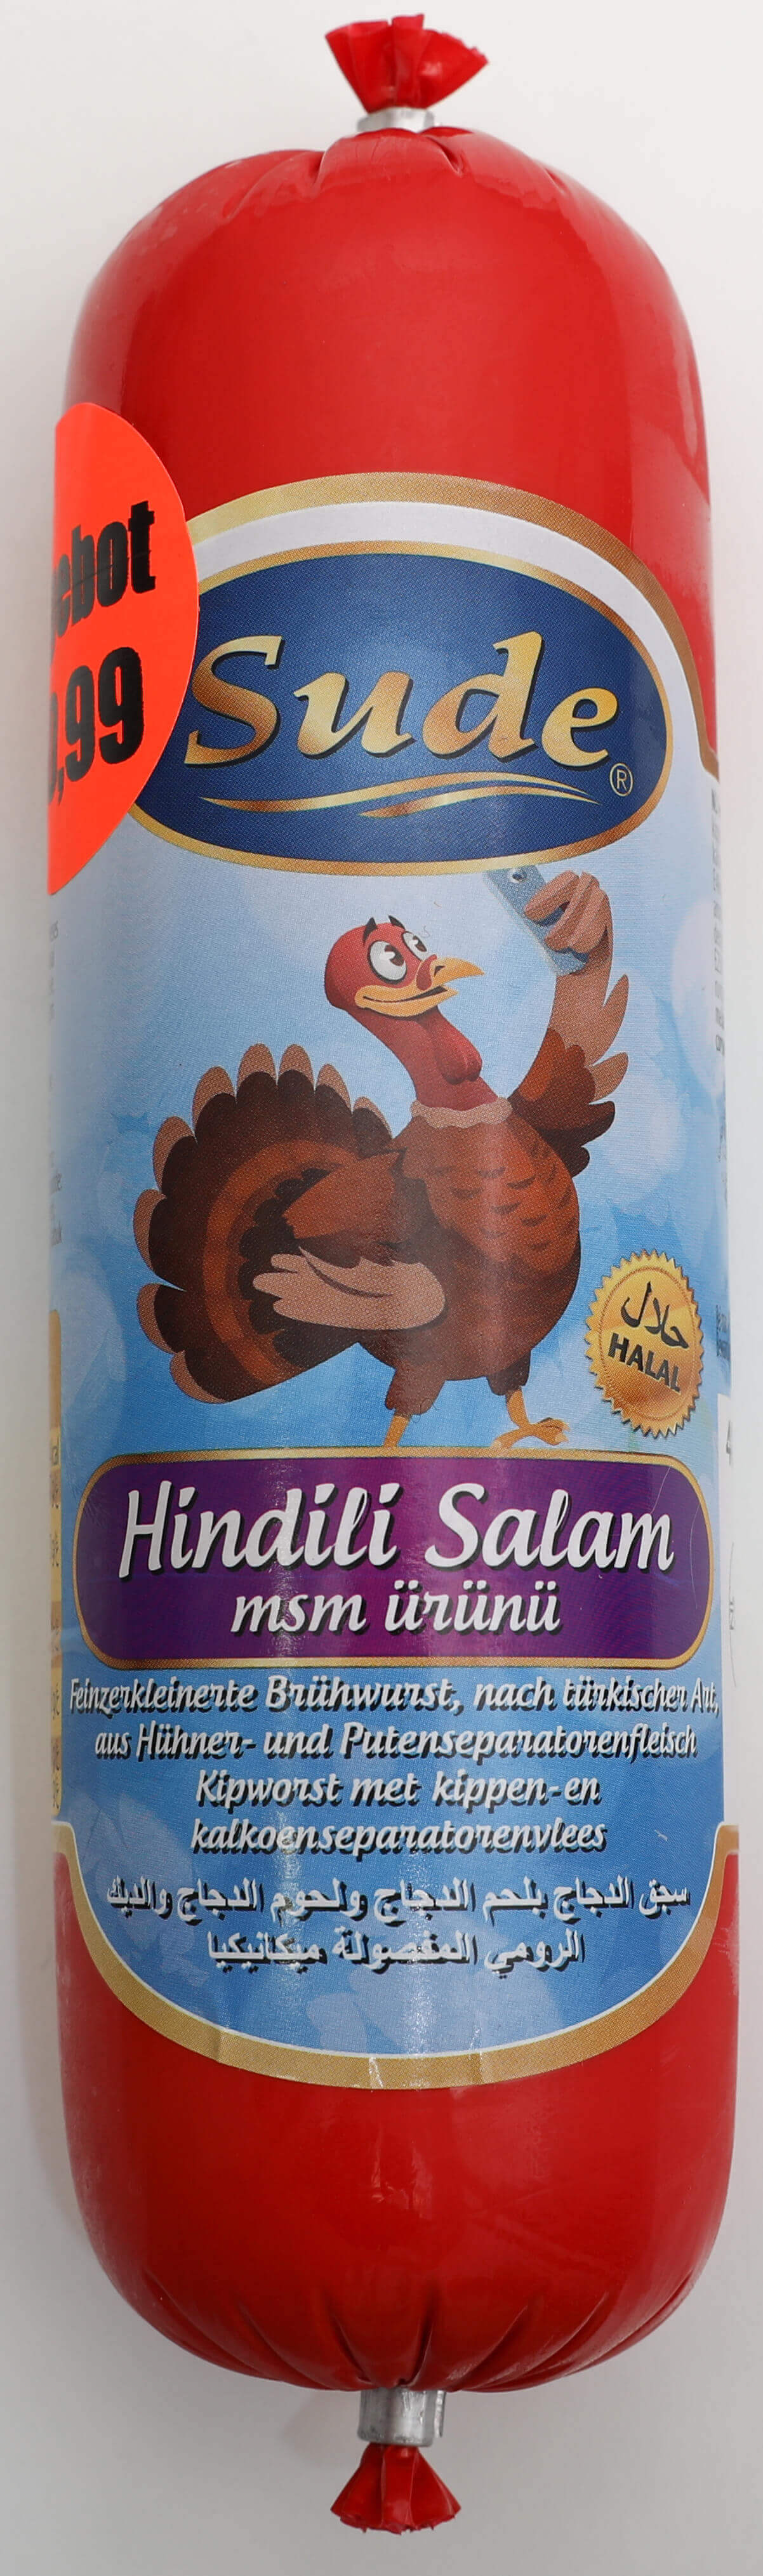 ebot
,99
Sude
®
حلال
HALAL
Hindili Salam
msm ürünü
Feinzerkleinerte Brühwurst, nach türkischer Art,
aus Hühner- und Putenseparatorenfleisch
Kipworst met kippen-en
kalkoenseparatorenvlees
سجق الدجاج بلحم الدجاج ولحوم الدجاج والديك
الرومي المفصولة ميكانيكيا